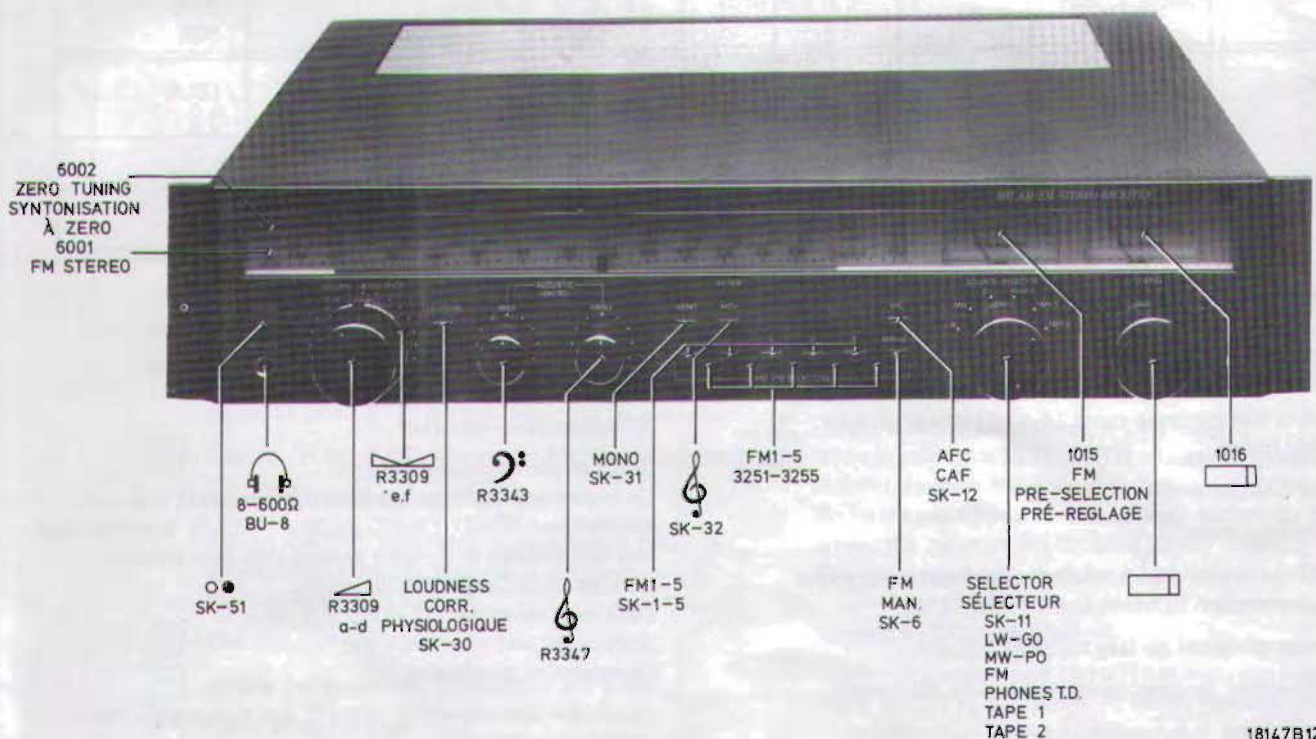 6002
ZERO TUNING
SYNTONISATION
À ZERO
6001
FM STEREO
8-600Ω
BU-8
R3309
e.f
R3343
MONO
SK-31
SK-32
FM1-5
3251-3255
AFC
CAF
SK-12
1015
FM
PRE-SELECTION
PRÉ-REGLAGE
1016
SK-51
R3309
a-d
LOUDNESS
CORR.
PHYSIOLOGIQUE
SK-30
R3347
FM1-5
SK-1-5
FM
MAN.
SK-6
SELECTOR
SÉLECTEUR
SK-11
LW-GO
MW-PO
FM
PHONES T.D.
TAPE 1
TAPE 2